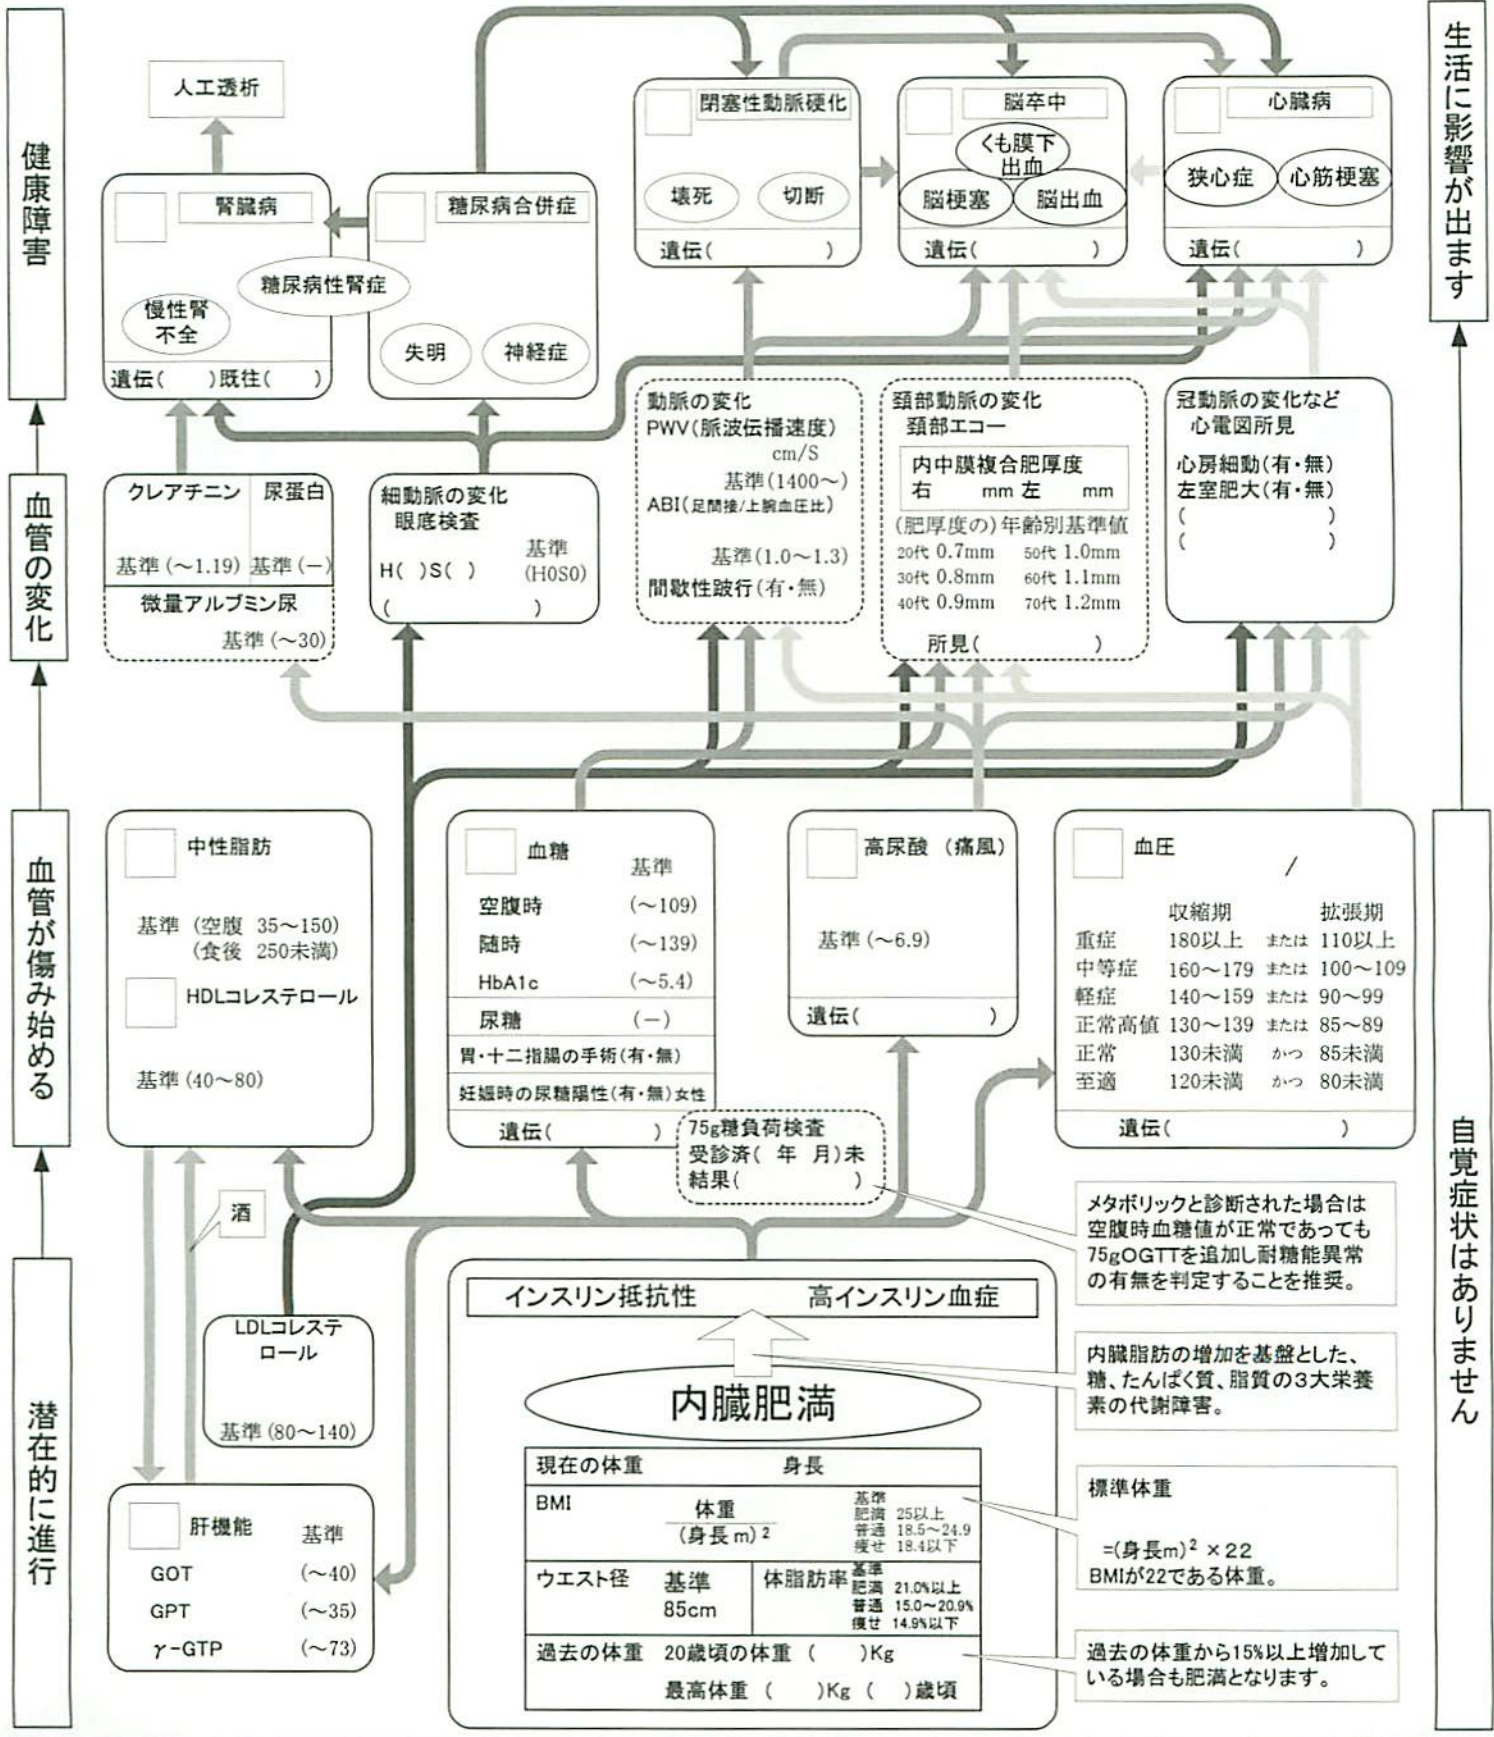 健康障害
血管の変化
血管が傷み始める
潜在的に進行
生活に影響が出ます
自覚症状はありません
人工透析
腎臓病
慢性腎
不全
遺伝(　　)既往(　　)
糖尿病合併症
糖尿病性腎症
失明
神経症
閉塞性動脈硬化
壊死
切断
遺伝(　　　　)
脳卒中
くも膜下
出血
脳梗塞
脳出血
遺伝(　　　　)
心臓病
狭心症
心筋梗塞
遺伝(　　　　)
クレアチニン
基準(～1.19)
尿蛋白
基準(－)
微量アルブミン尿
基準(～30)
細動脈の変化
眼底検査
H(　)S(　)
基準
(H0S0)
(　　　　)
動脈の変化
PWV(脈波伝播速度)
cm/S
基準(1400～)
ABI(足関接/上腕血圧比)
基準(1.0～1.3)
間歇性跛行(有・無)
頚部動脈の変化
頚部エコー
内中膜複合肥厚度
右　　mm 左　　mm
(肥厚度の)年齢別基準値
20代 0.7mm　50代 1.0mm
30代 0.8mm　60代 1.1mm
40代 0.9mm　70代 1.2mm
所見(　　　　)
冠動脈の変化など
心電図所見
心房細動(有・無)
左室肥大(有・無)
(　　　　)
(　　　　)
中性脂肪
基準 (空腹 35～150)
(食後 250未満)
HDLコレステロール
基準(40～80)
血糖
基準
空腹時　(～109)
随時　(～139)
HbA1c　(～5.4)
尿糖　(－)
胃・十二指腸の手術(有・無)
妊娠時の尿糖陽性(有・無)女性
遺伝(　　　　)
75g糖負荷検査
受診済(　年　月)未
結果(　　　　)
高尿酸 (痛風)
基準(～6.9)
遺伝(　　　　)
血圧　/
収縮期　拡張期
重症　180以上　または　110以上
中等症　160～179　または　100～109
軽症　140～159　または　90～99
正常高値　130～139　または　85～89
正常　130未満　かつ　85未満
至適　120未満　かつ　80未満
遺伝(　　　　)
酒
LDLコレステ
ロール
基準(80～140)
肝機能　基準
GOT　(～40)
GPT　(～35)
γ-GTP　(～73)
インスリン抵抗性　高インスリン血症
内臓肥満
現在の体重　身長
BMI
体重
(身長m)²
基準
肥満 25以上
普通 18.5～24.9
痩せ 18.4以下
ウエスト径
基準
85cm
体脂肪率
基準
肥満 21.0%以上
普通 15.0～20.9%
痩せ 14.9%以下
過去の体重　20歳頃の体重 (　　)Kg
最高体重 (　　)Kg (　　)歳頃
メタボリックと診断された場合は
空腹時血糖値が正常であっても
75gOGTTを追加し耐糖能異常
の有無を判定することを推奨。
内臓脂肪の増加を基盤とした、
糖、たんぱく質、脂質の3大栄養
素の代謝障害。
標準体重
=(身長m)²×22
BMIが22である体重。
過去の体重から15%以上増加して
いる場合も肥満となります。